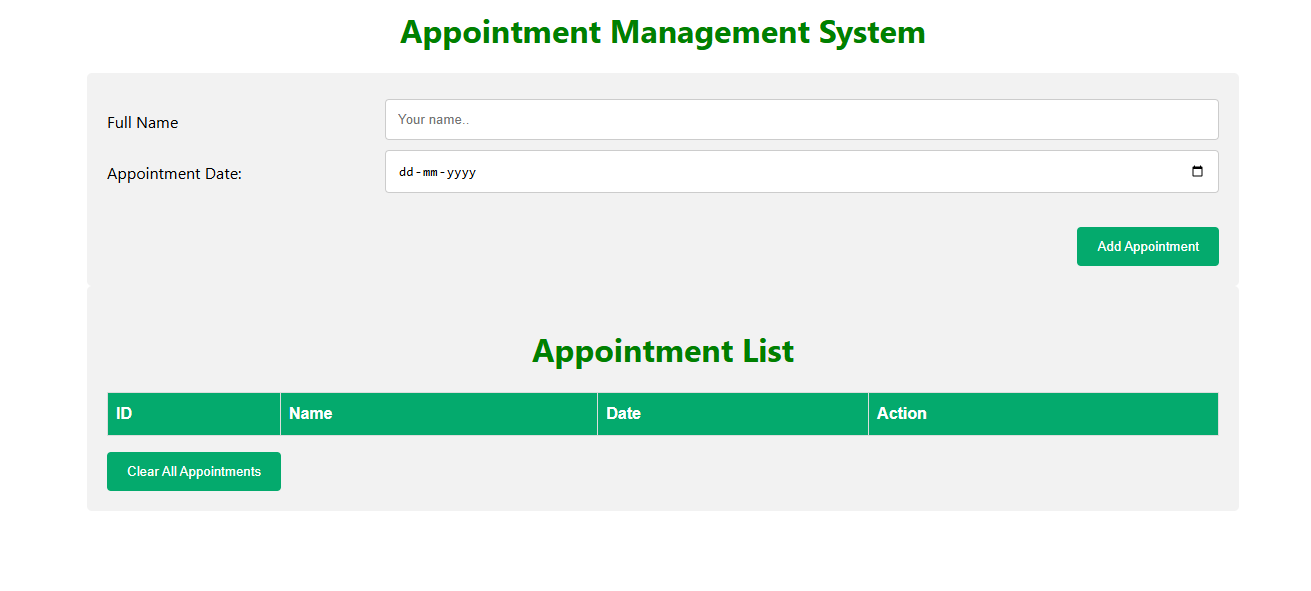 Appointment Management System
Full Name
Your name..
Appointment Date:
dd-mm-yyyy
Add Appointment
Appointment List
ID Name Date Action
Clear All Appointments